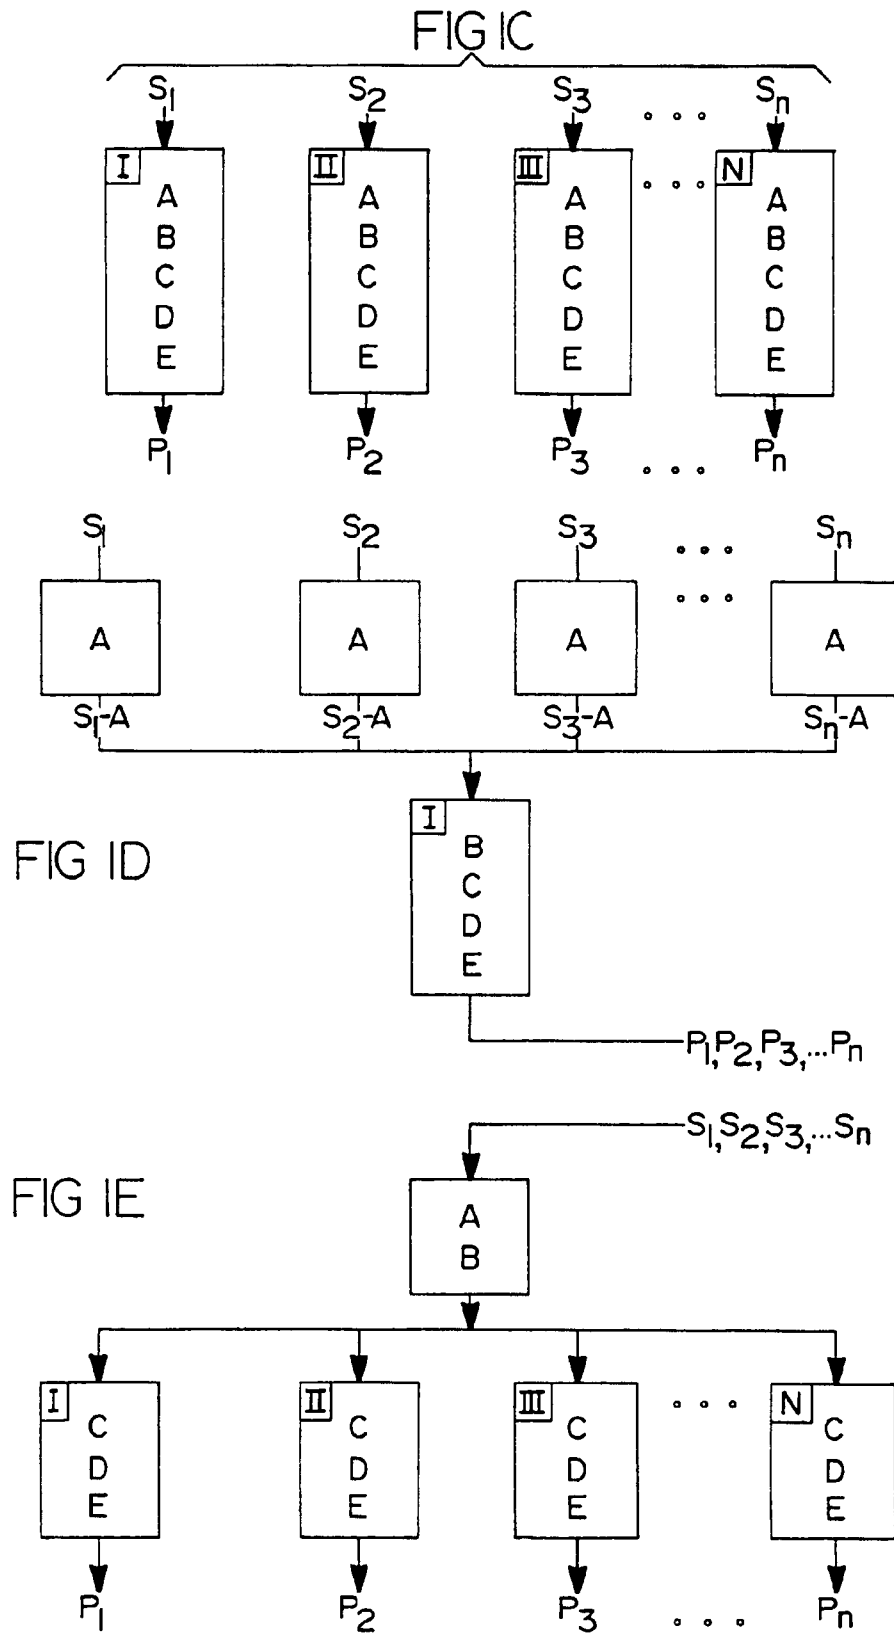 FIG 1C
S1 S2 S3 ... Sn
I II III ... N
A A A A
B B B B
C C C C
D D D D
E E E E
P1 P2 P3 ... Pn
S1 S2 S3 ... Sn
...
A A A A
S1-A S2-A S3-A Sn-A
I
FIG 1D
B
C
D
E
P1,P2,P3,...Pn
S1,S2,S3,...Sn
FIG 1E
A
B
I II III ... N
C C C C
D D D D
E E E E
P1 P2 P3 ... Pn